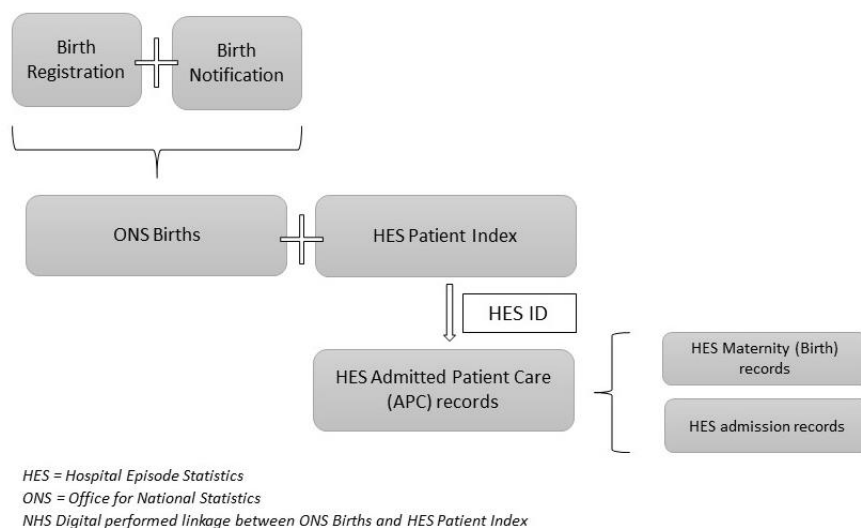 Birth
Registration
Birth
Notification
ONS Births
HES Patient Index
HES ID
HES Admitted Patient Care
(APC) records
HES Maternity (Birth)
records
HES admission records
HES = Hospital Episode Statistics
ONS = Office for National Statistics
NHS Digital performed linkage between ONS Births and HES Patient Index